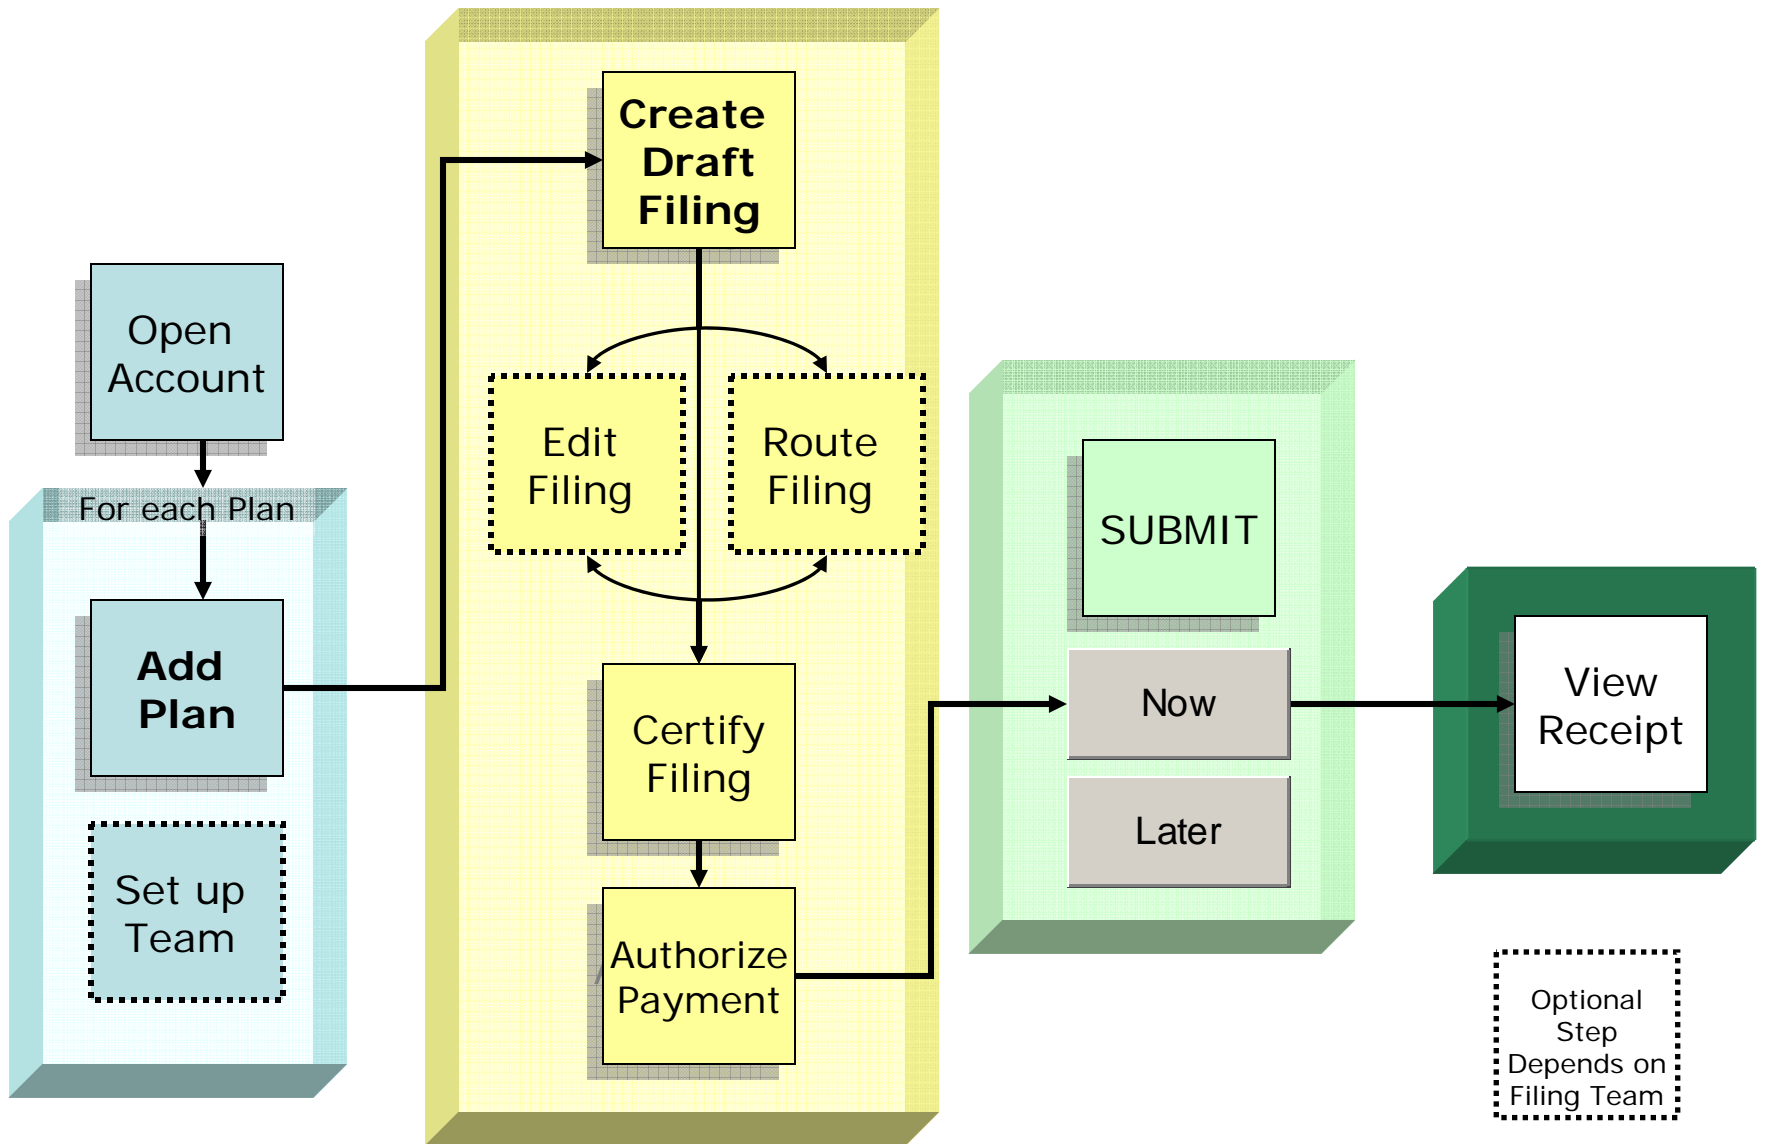 Open
Account
For each Plan
Add
Plan
Set up
Team
Create
Draft
Filing
Edit
Filing
Route
Filing
Certify
Filing
Authorize
Payment
SUBMIT
Now
Later
View
Receipt
Optional
Step
Depends on
Filing Team